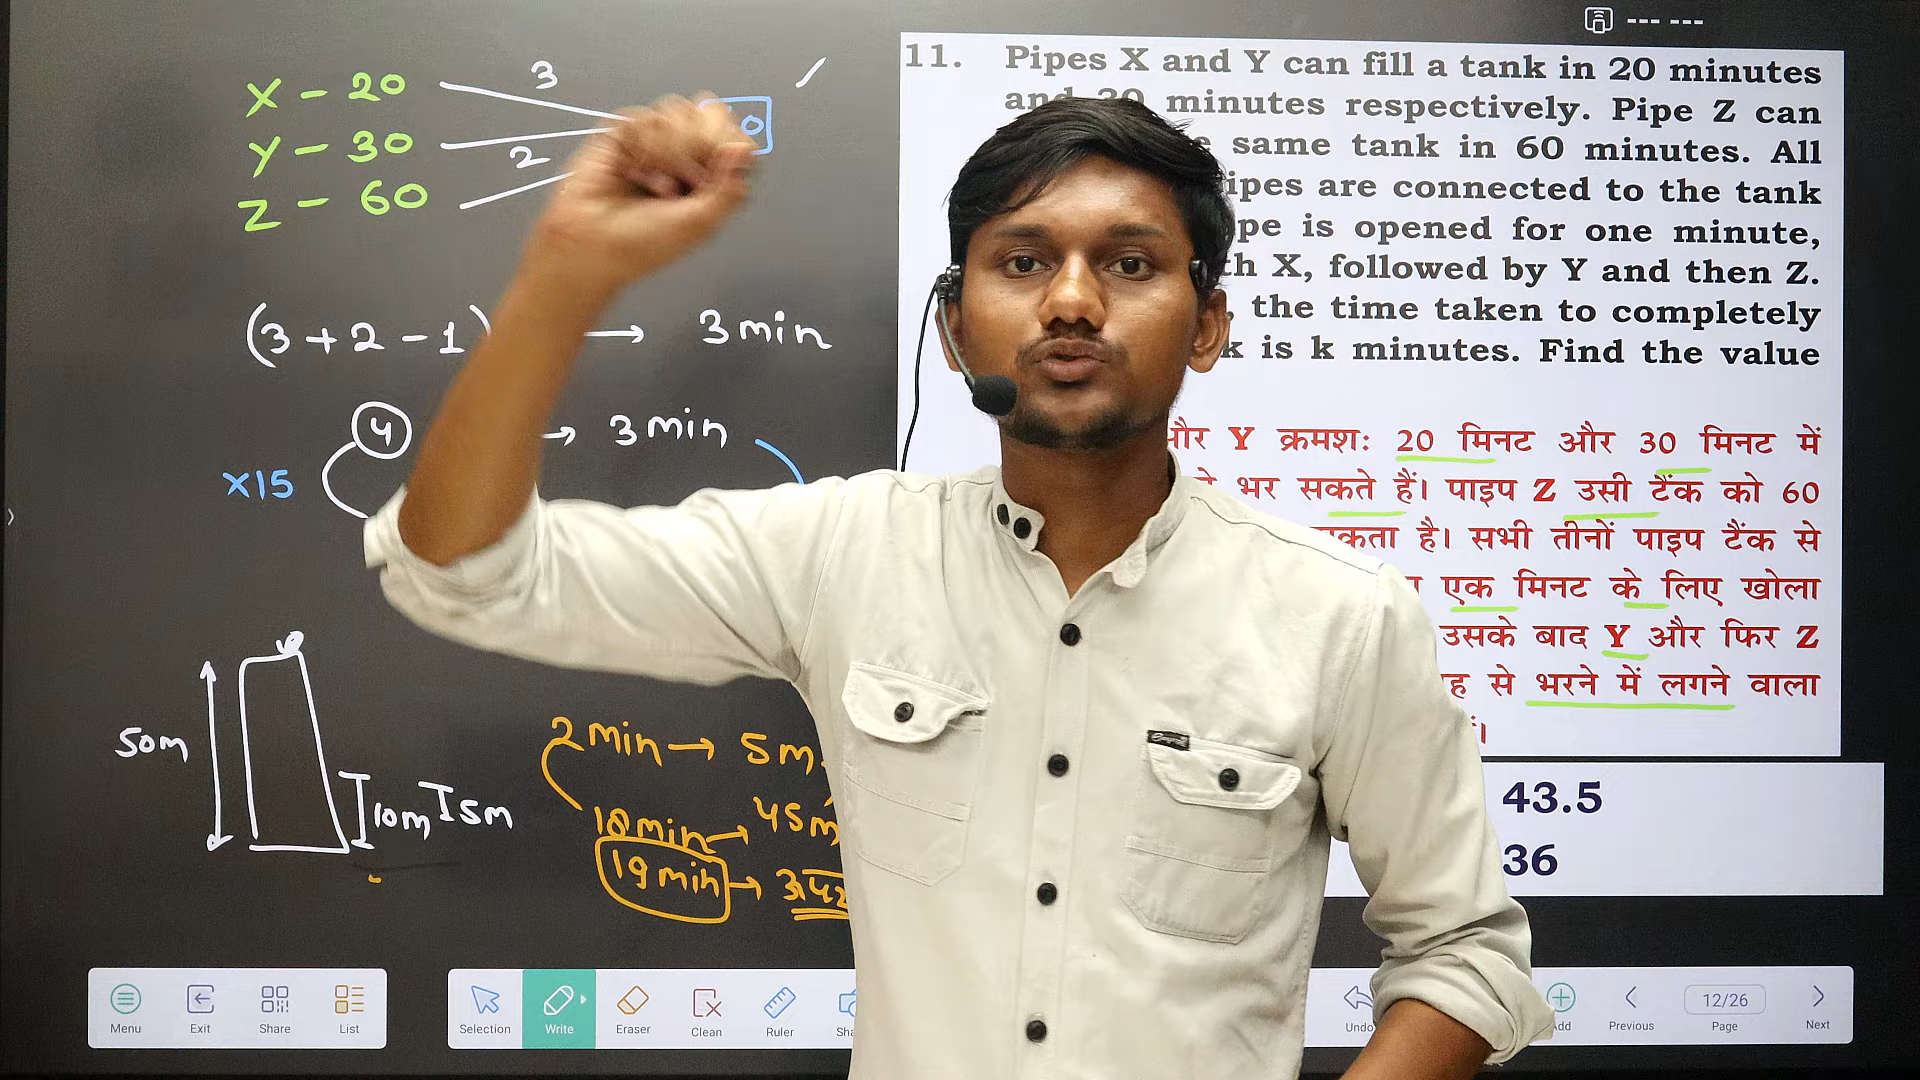 X - 20
3
Y - 30
2
Z - 60
(3 + 2 - 1) → 3 min
4 → 3 min
×15
50m
10m 5m
2 min → 5m
18 min → 45m
19 min →
11. Pipes X and Y can fill a tank in 20 minutes
and 30 minutes respectively. Pipe Z can
same tank in 60 minutes. All
pipes are connected to the tank
is opened for one minute,
X, followed by Y and then Z.
, the time taken to completely
is k minutes. Find the value
और Y क्रमशः 20 मिनट और 30 मिनट में
भर सकते हैं। पाइप Z उसी टैंक को 60
है। सभी तीनों पाइप टैंक से
एक मिनट के लिए खोला
उसके बाद Y और फिर Z
से भरने में लगने वाला
43.5
36
Menu Exit Share List Selection Write Eraser Clean Ruler Undo Add Previous 12/26 Page Next